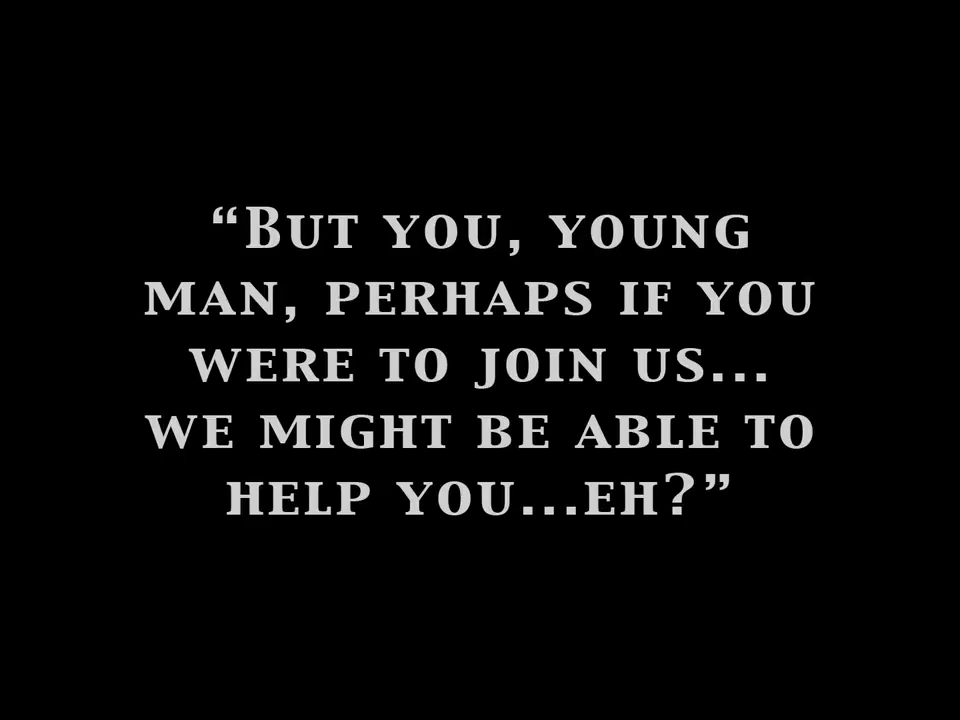 “But you, young
man, perhaps if you
were to join us...
we might be able to
help you...eh?”